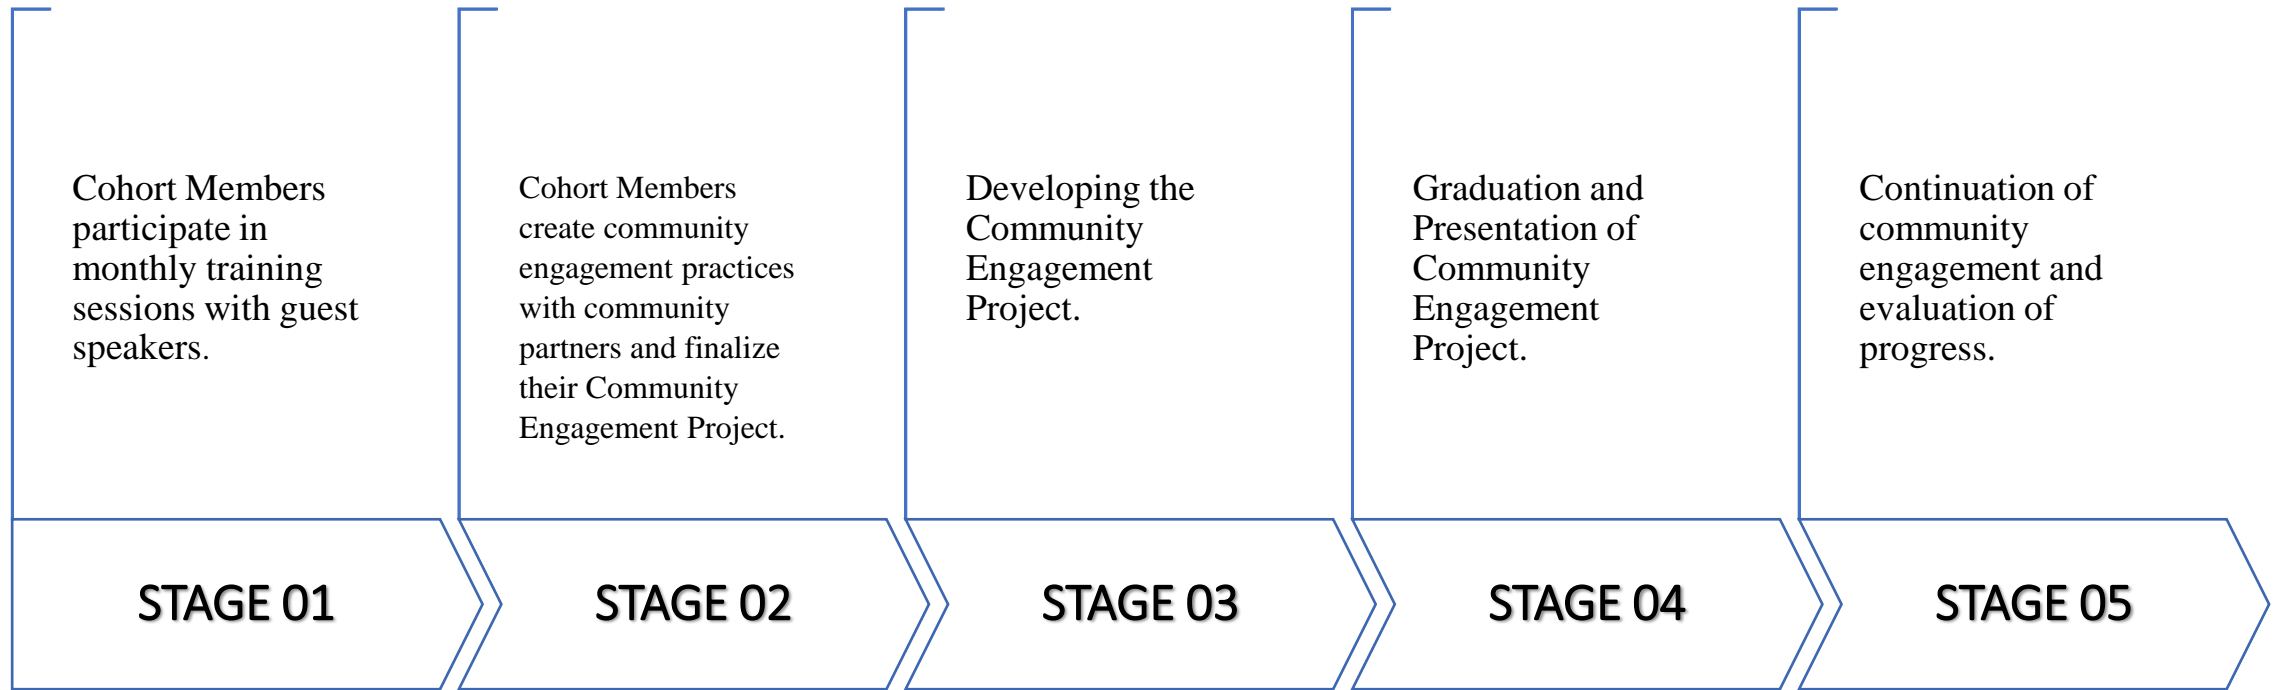 Cohort Members
participate in
monthly training
sessions with guest
speakers.
STAGE 01
Cohort Members
create community
engagement practices
with community
partners and finalize
their Community
Engagement Project.
STAGE 02
Developing the
Community
Engagement
Project.
STAGE 03
Graduation and
Presentation of
Community
Engagement
Project.
STAGE 04
Continuation of
community
engagement and
evaluation of
progress.
STAGE 05